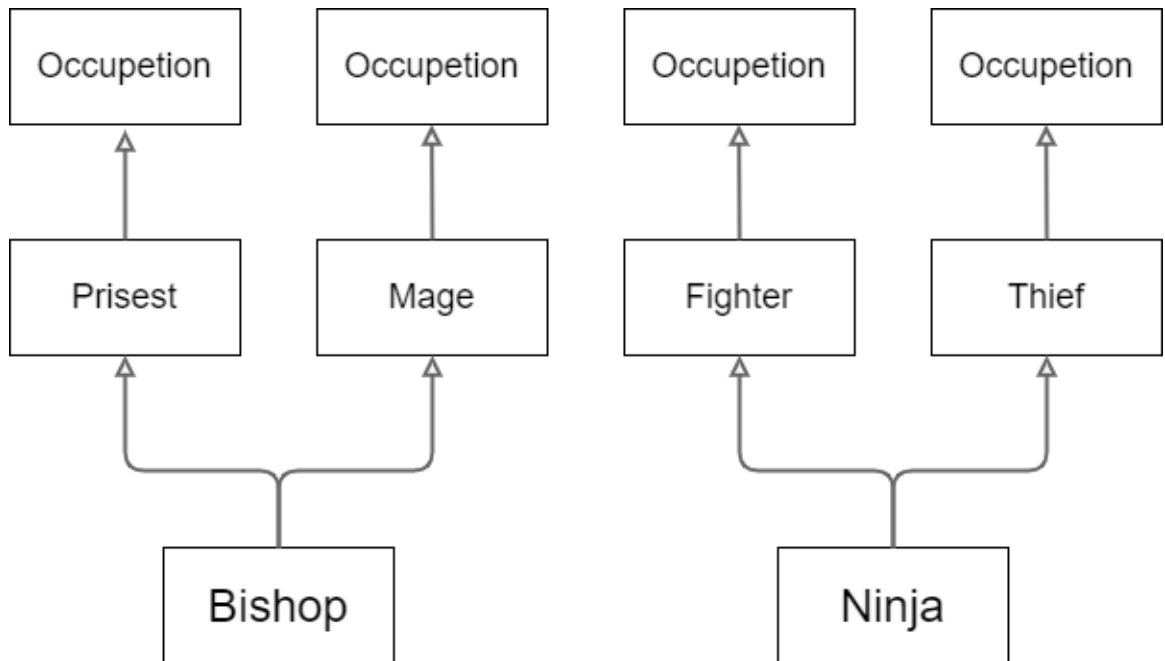 Occupetion
Occupetion
Occupetion
Occupetion
Prisest
Mage
Fighter
Thief
Bishop
Ninja